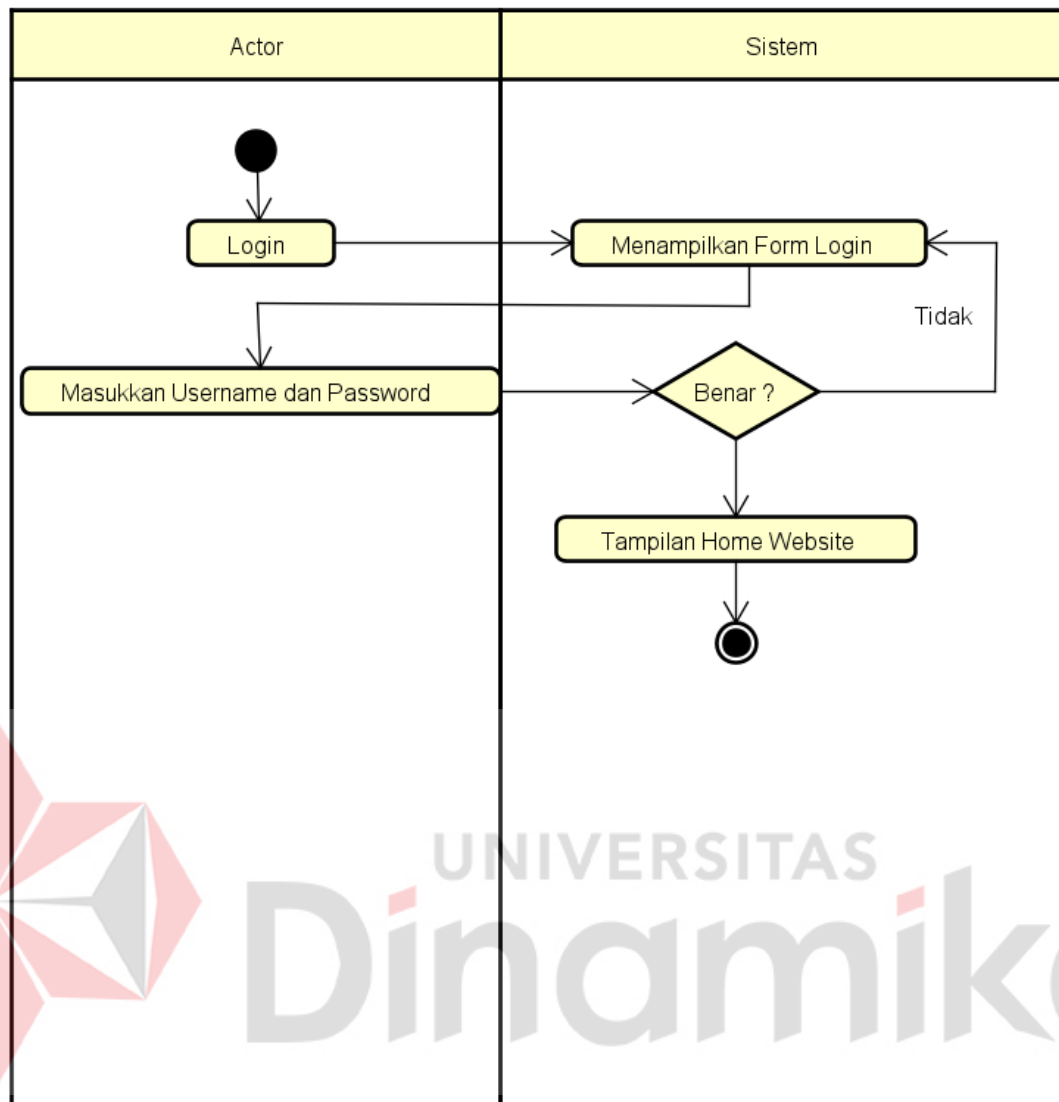 Actor
Sistem
Login
Menampilkan Form Login
Tidak
Masukkan Username dan Password
Benar ?
Tampilan Home Website
UNIVERSITAS
Dinamika